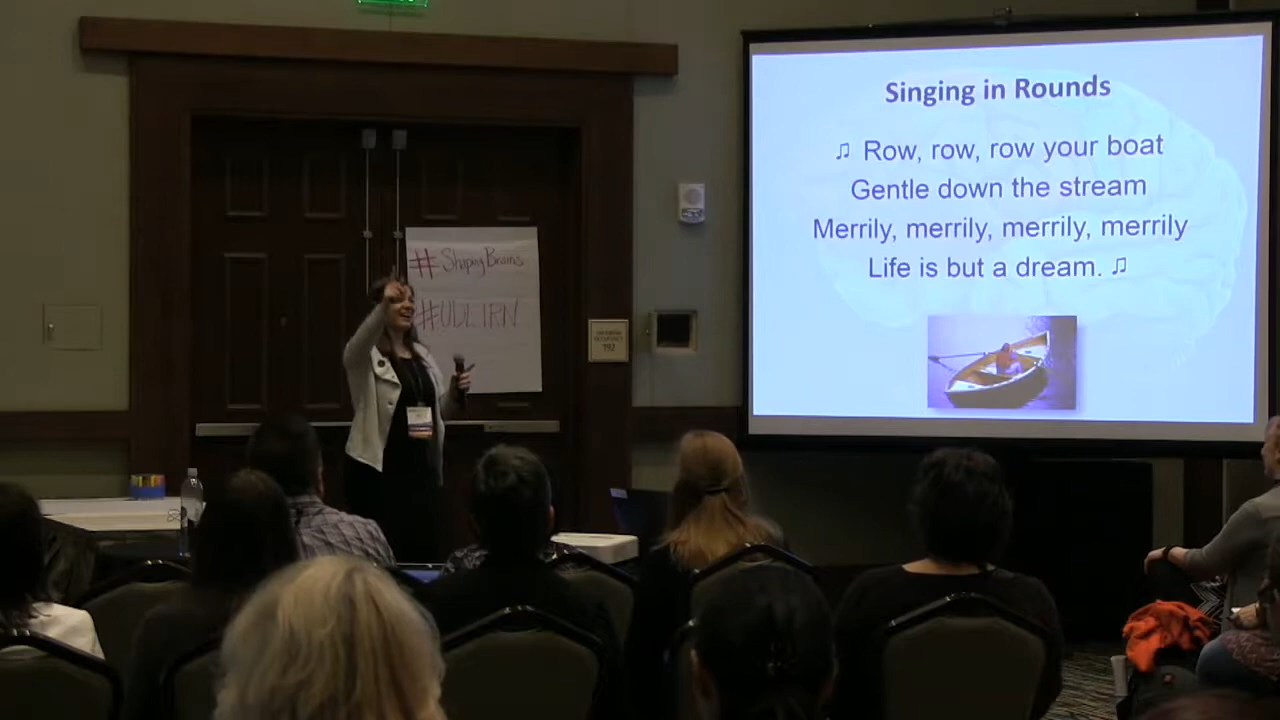 #ShapingBrains
#UDLIRN
192
Singing in Rounds
♫ Row, row, row your boat
Gentle down the stream
Merrily, merrily, merrily, merrily
Life is but a dream. ♫